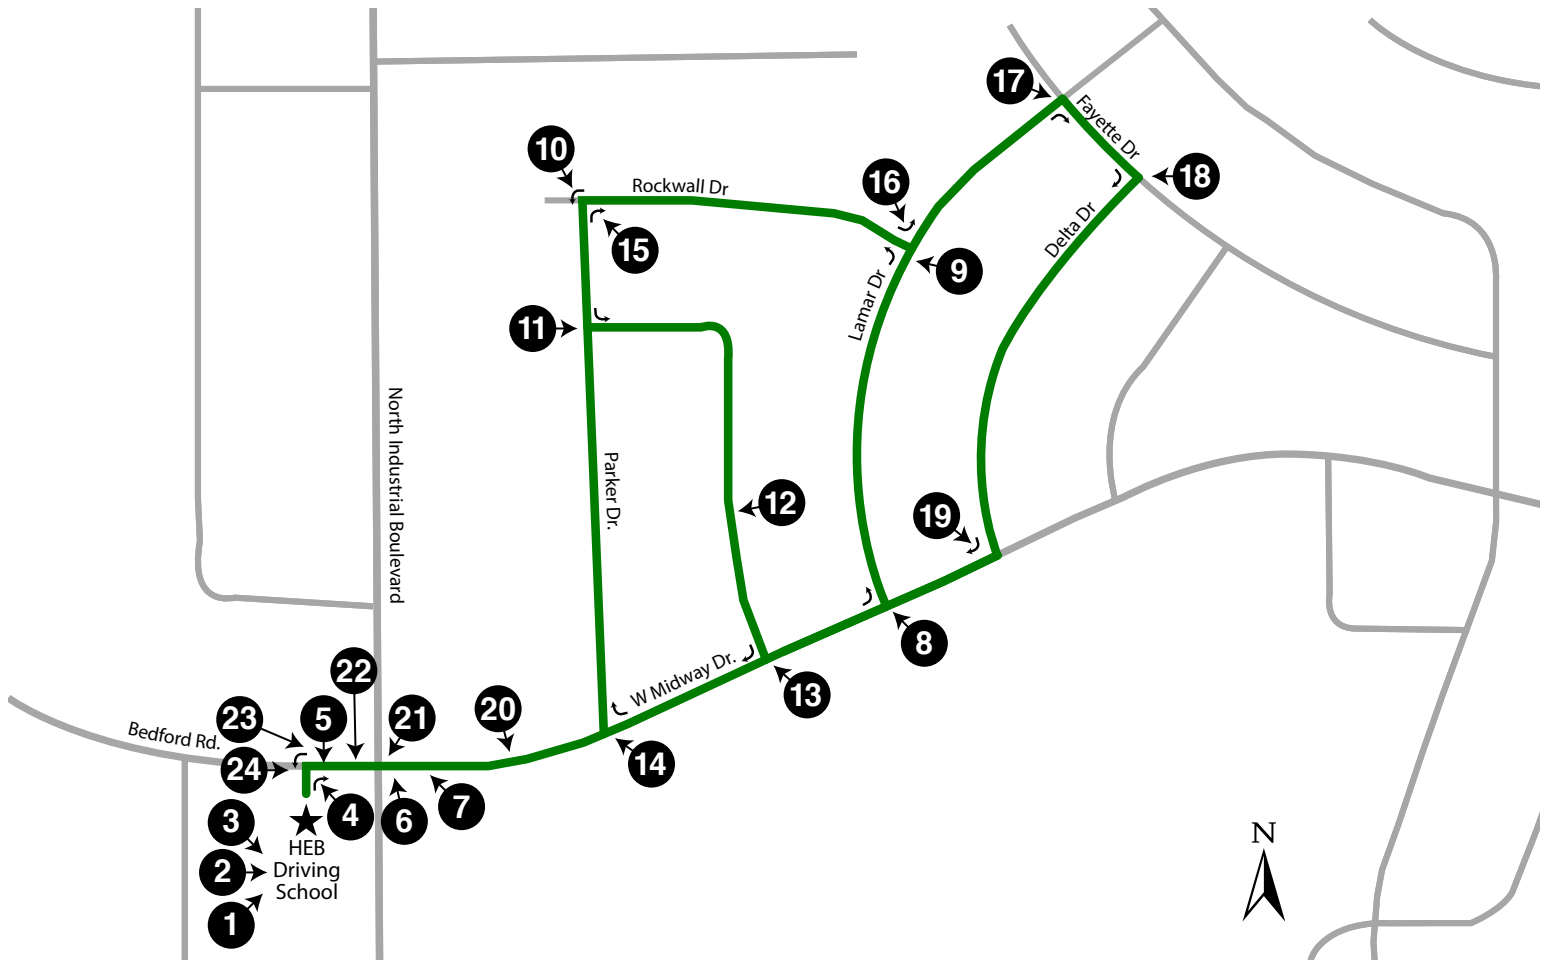 17
Fayette Dr
10
18
16
Rockwall Dr
Delta Dr
15
9
Lamar Dr
11
North Industrial Boulevard
Parker Dr.
12
19
8
22
W Midway Dr.
13
23
5
21
20
Bedford Rd.
24
14
3
4
6
7
N
HEB
2
Driving
School
1